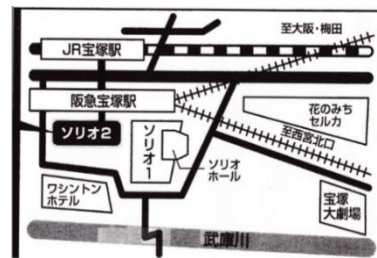 至大阪・梅田
JR宝塚駅
阪急宝塚駅
花のみち
セルカ
ソリオ2
ソリオ1
至西宮北口
ソリオ
ホール
ワシントン
ホテル
宝塚
大劇場
武庫川